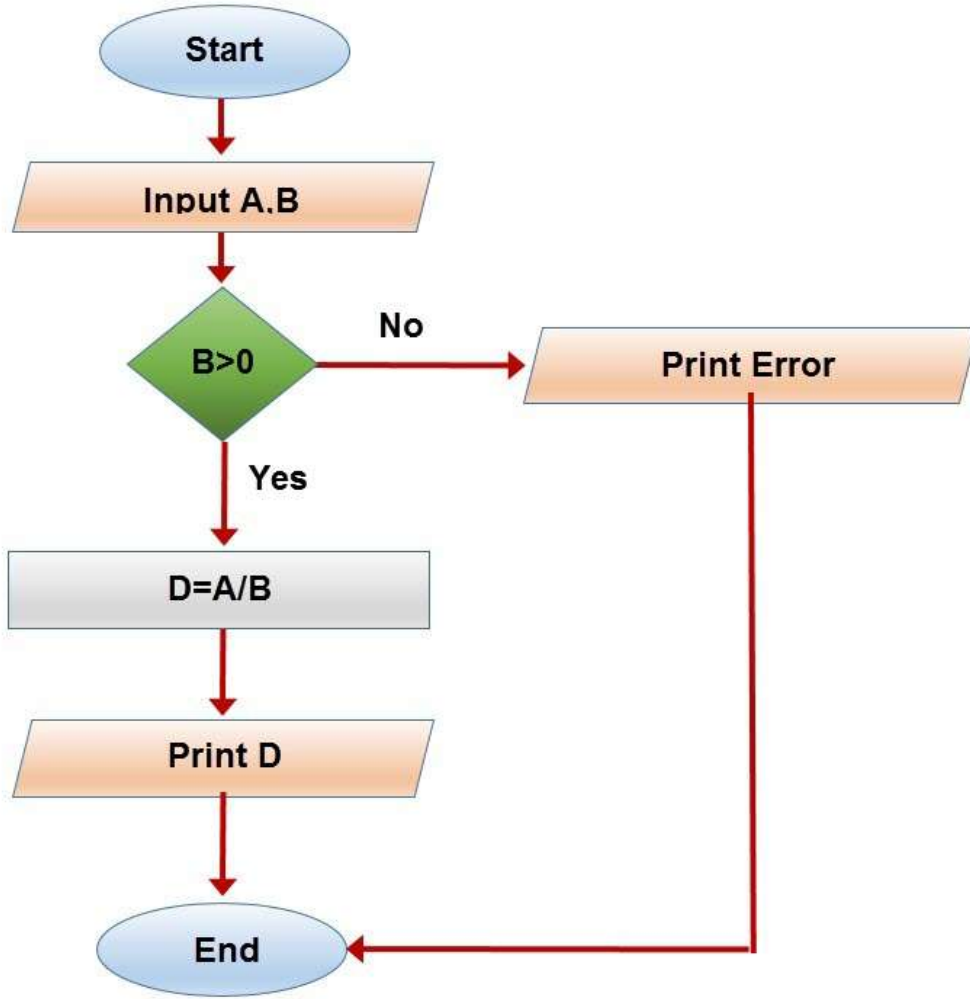 Start
Input A,B
B>0
No
Print Error
Yes
D=A/B
Print D
End